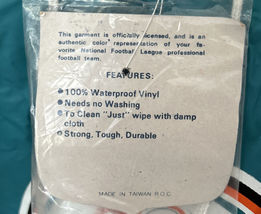 This garment is officially licensed, and is an
authentic color representation of your fa-
vorite National Football League professional
football team.
FEATURES:
● 100% Waterproof Vinyl
● Needs no Washing
● To Clean "Just" wipe with damp
cloth
● Strong, Tough, Durable
MADE IN TAIWAN R.O.C.